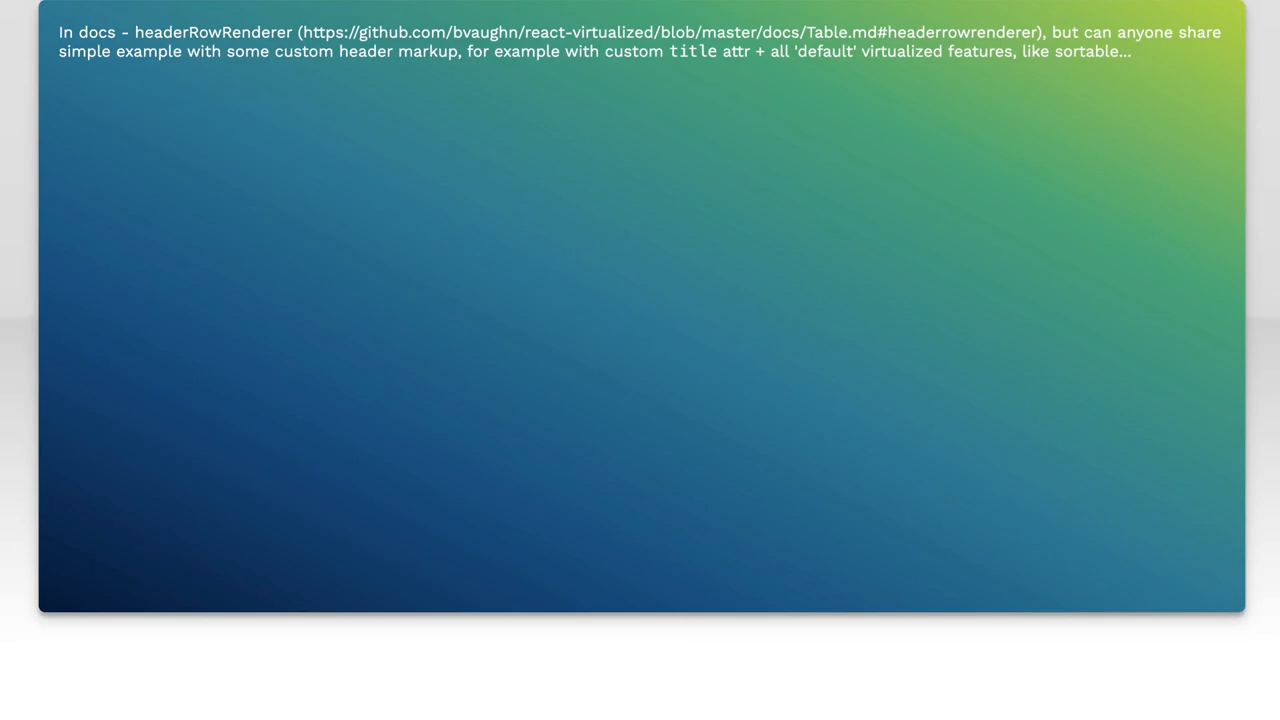 In docs - headerRowRenderer (https://github.com/bvaughn/react-virtualized/blob/master/docs/Table.md#headerrowrenderer), but can anyone share
simple example with some custom header markup, for example with custom title attr + all 'default' virtualized features, like sortable...